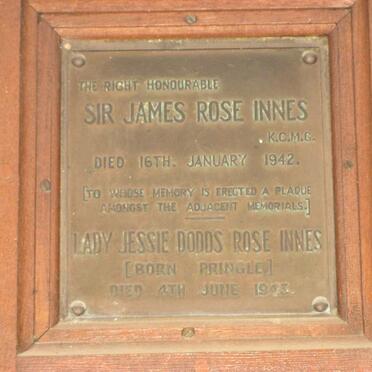 THE RIGHT HONOURABLE
SIR JAMES ROSE INNES
K.C.M.G.
DIED 16TH. JANUARY 1942.
[TO WHOSE MEMORY IS ERECTED A PLAQUE
AMONGST THE ADJACENT MEMORIALS.]
LADY JESSIE DODDS ROSE INNES
[BORN PRINGLE]
DIED 4TH JUNE 1943.